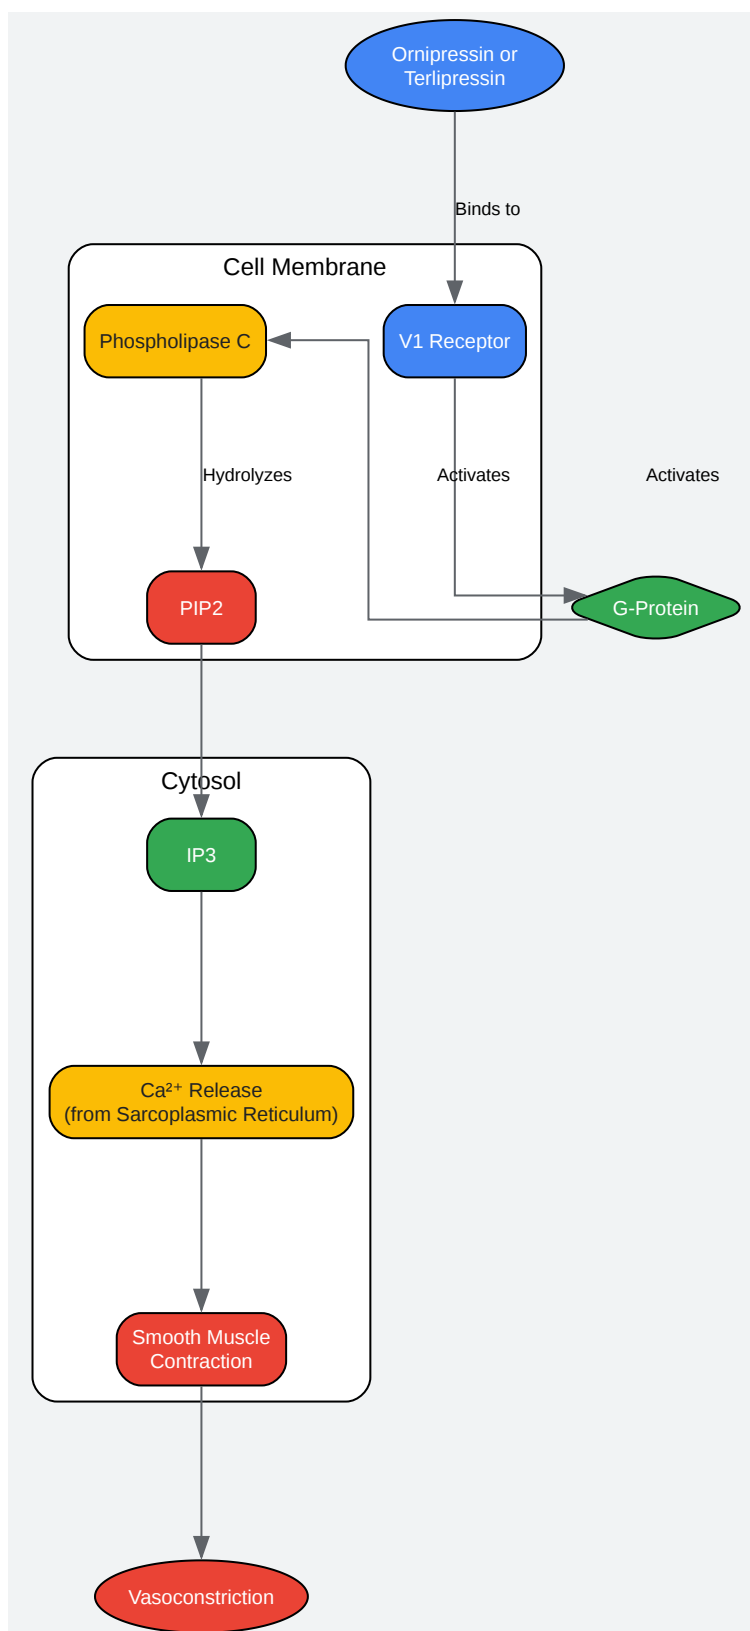 Ornipressin or
Terlipressin
Binds to
Cell Membrane
Phospholipase C
V1 Receptor
Hydrolyzes
Activates
Activates
PIP2
G-Protein
Cytosol
IP3
Ca²⁺ Release
(from Sarcoplasmic Reticulum)
Smooth Muscle
Contraction
Vasoconstriction